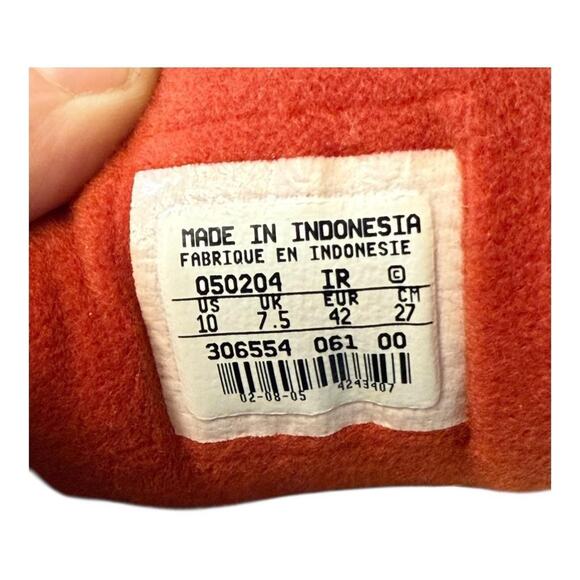 MADE IN INDONESIA
FABRIQUE EN INDONESIE
050204 IR ©
US UK EUR CM
10 7.5 42 27
306554 061 00
02-08-05 4243407